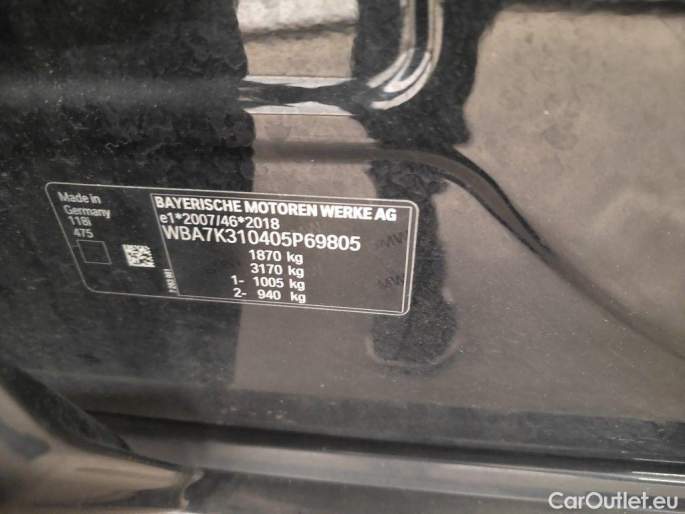 Made in
Germany
118i
475
BAYERISCHE MOTOREN WERKE AG
e1*2007/46*2018
WBA7K310405P69805
1870 kg
3170 kg
1- 1005 kg
2- 940 kg
CarOutlet.eu